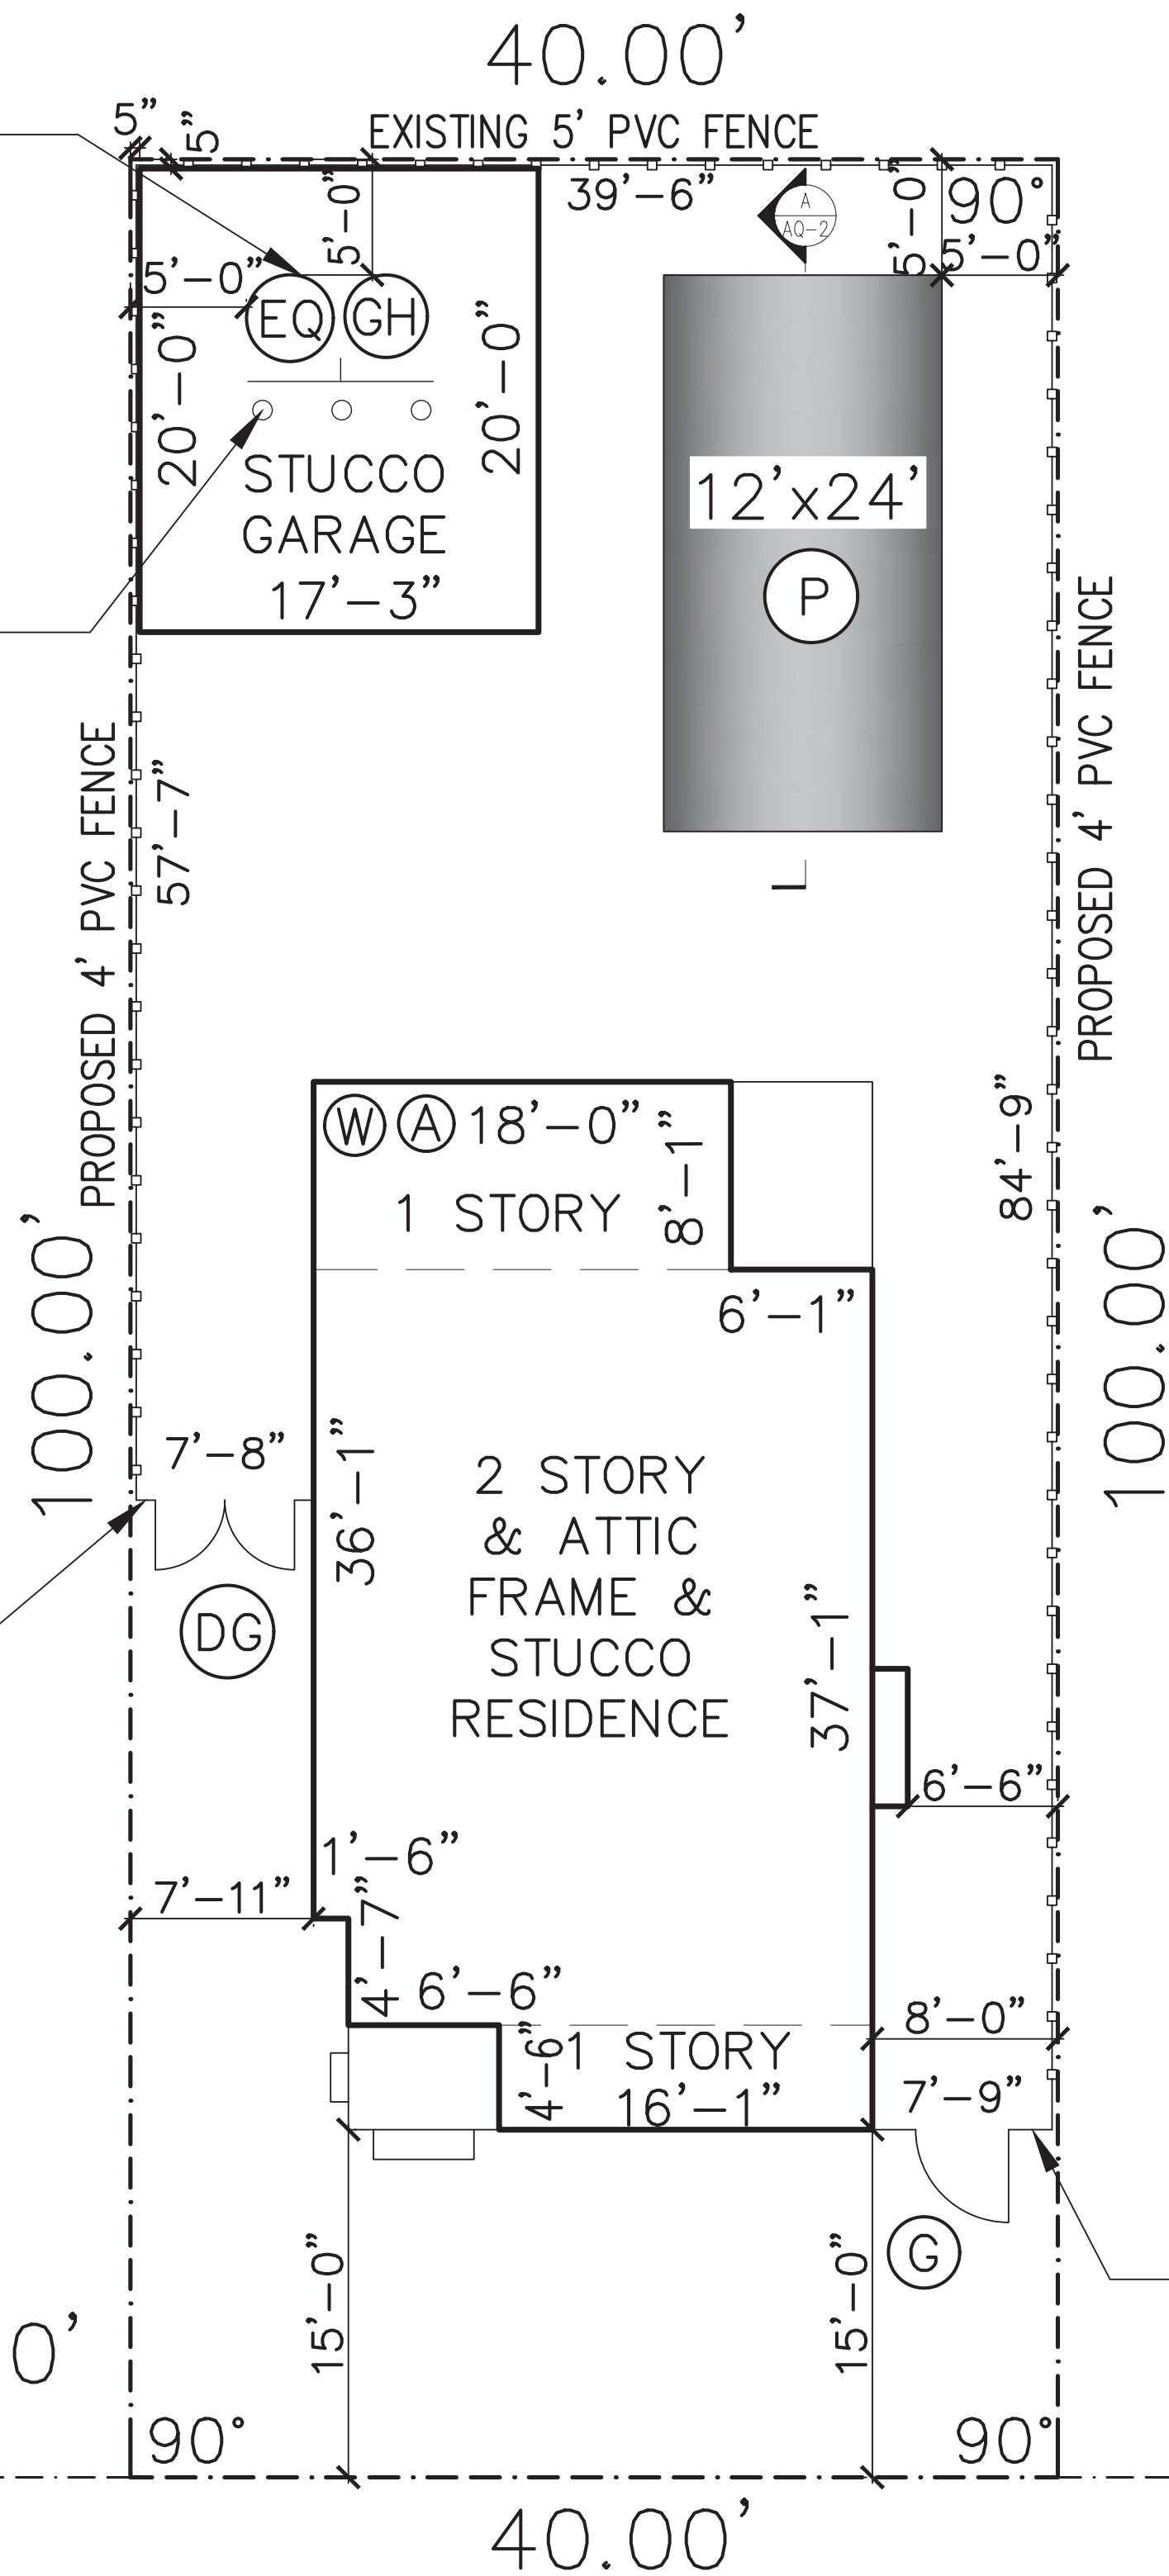 40.00'
EXISTING 5' PVC FENCE
5"
5"
5'-0"
39'-6"
A
AQ-2
5'-0"
90°
5'-0"
5'-0"
EQ
GH
20'-0"
20'-0"
STUCCO
GARAGE
17'-3"
12'x24'
P
PROPOSED 4' PVC FENCE
57'-7"
PROPOSED 4' PVC FENCE
W
A
18'-0"
8'-1"
1 STORY
84'-9"
100.00'
100.00'
6'-1"
7'-8"
36'-1"
2 STORY
& ATTIC
FRAME &
STUCCO
RESIDENCE
DG
37'-1"
6'-6"
1'-6"
7'-11"
4'-7"
6'-6"
8'-0"
4'-6"
1 STORY
16'-1"
7'-9"
G
15'-0"
15'-0"
0'
90°
90°
40.00'